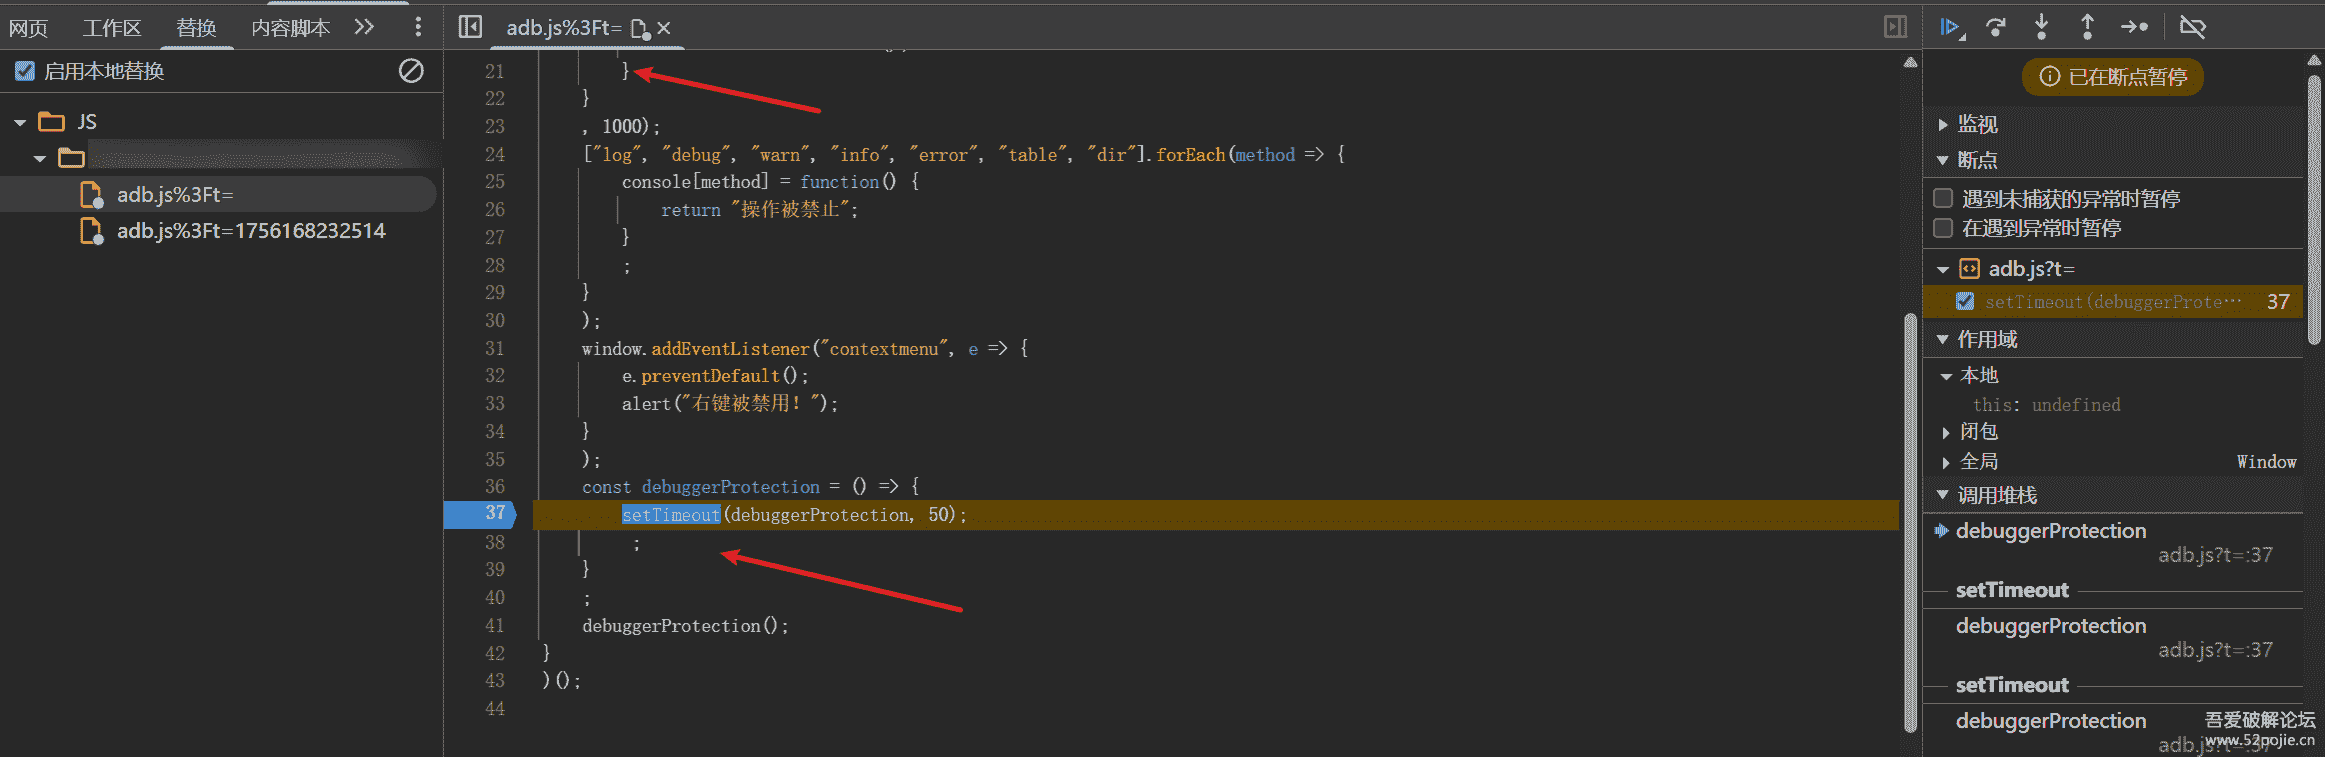 网页 工作区 替换 内容脚本
启用本地替换
JS
adb.js%3Ft=
adb.js%3Ft=1756168232514
adb.js%3Ft=
21 }
22 }
23 , 1000);
24 ["log", "debug", "warn", "info", "error", "table", "dir"].forEach(method => {
25 console[method] = function() {
26 return "操作被禁止";
27 }
28 ;
29 }
30 );
31 window.addEventListener("contextmenu", e => {
32 e.preventDefault();
33 alert("右键被禁用! ");
34 }
35 );
36 const debuggerProtection = () => {
37 setTimeout(debuggerProtection, 50);
38 ;
39 }
40 ;
41 debuggerProtection();
42 }
43 )();
44
已在断点暂停
监视
断点
遇到未捕获的异常时暂停
在遇到异常时暂停
adb.js?t=
setTimeout(debuggerProte… 37
作用域
本地
this: undefined
闭包
全局 Window
调用堆栈
debuggerProtection
adb.js?t=:37
setTimeout
debuggerProtection
adb.js?t=:37
setTimeout
debuggerProtection
adb.js?t=:37
吾爱破解论坛
www.52pojie.cn